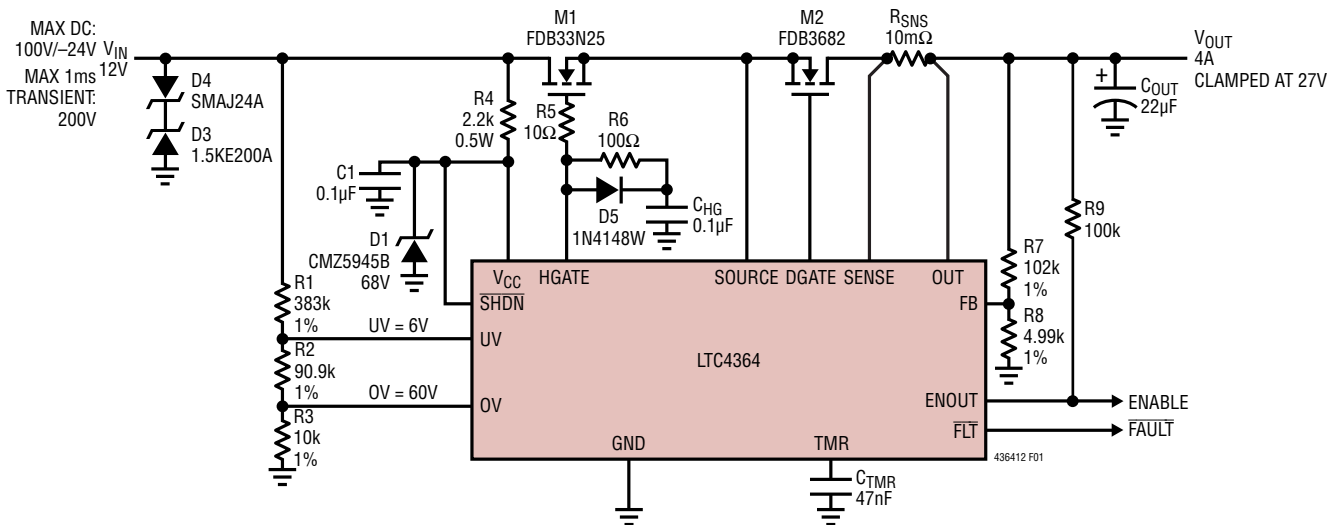 MAX DC:
100V/–24V
MAX 1ms
TRANSIENT:
200V
VIN
12V
D4
SMAJ24A
D3
1.5KE200A
R4
2.2k
0.5W
C1
0.1µF
D1
CMZ5945B
68V
M1
FDB33N25
R5
10Ω
R6
100Ω
D5
1N4148W
CHG
0.1µF
M2
FDB3682
RSNS
10mΩ
VOUT
4A
CLAMPED AT 27V
+
COUT
22µF
R9
100k
R7
102k
1%
R8
4.99k
1%
R1
383k
1%
R2
90.9k
1%
R3
10k
1%
UV = 6V
OV = 60V
VCC
HGATE
SOURCE
DGATE
SENSE
OUT
SHDN
UV
OV
FB
LTC4364
ENOUT
FLT
GND
TMR
ENABLE
FAULT
436412 F01
CTMR
47nF